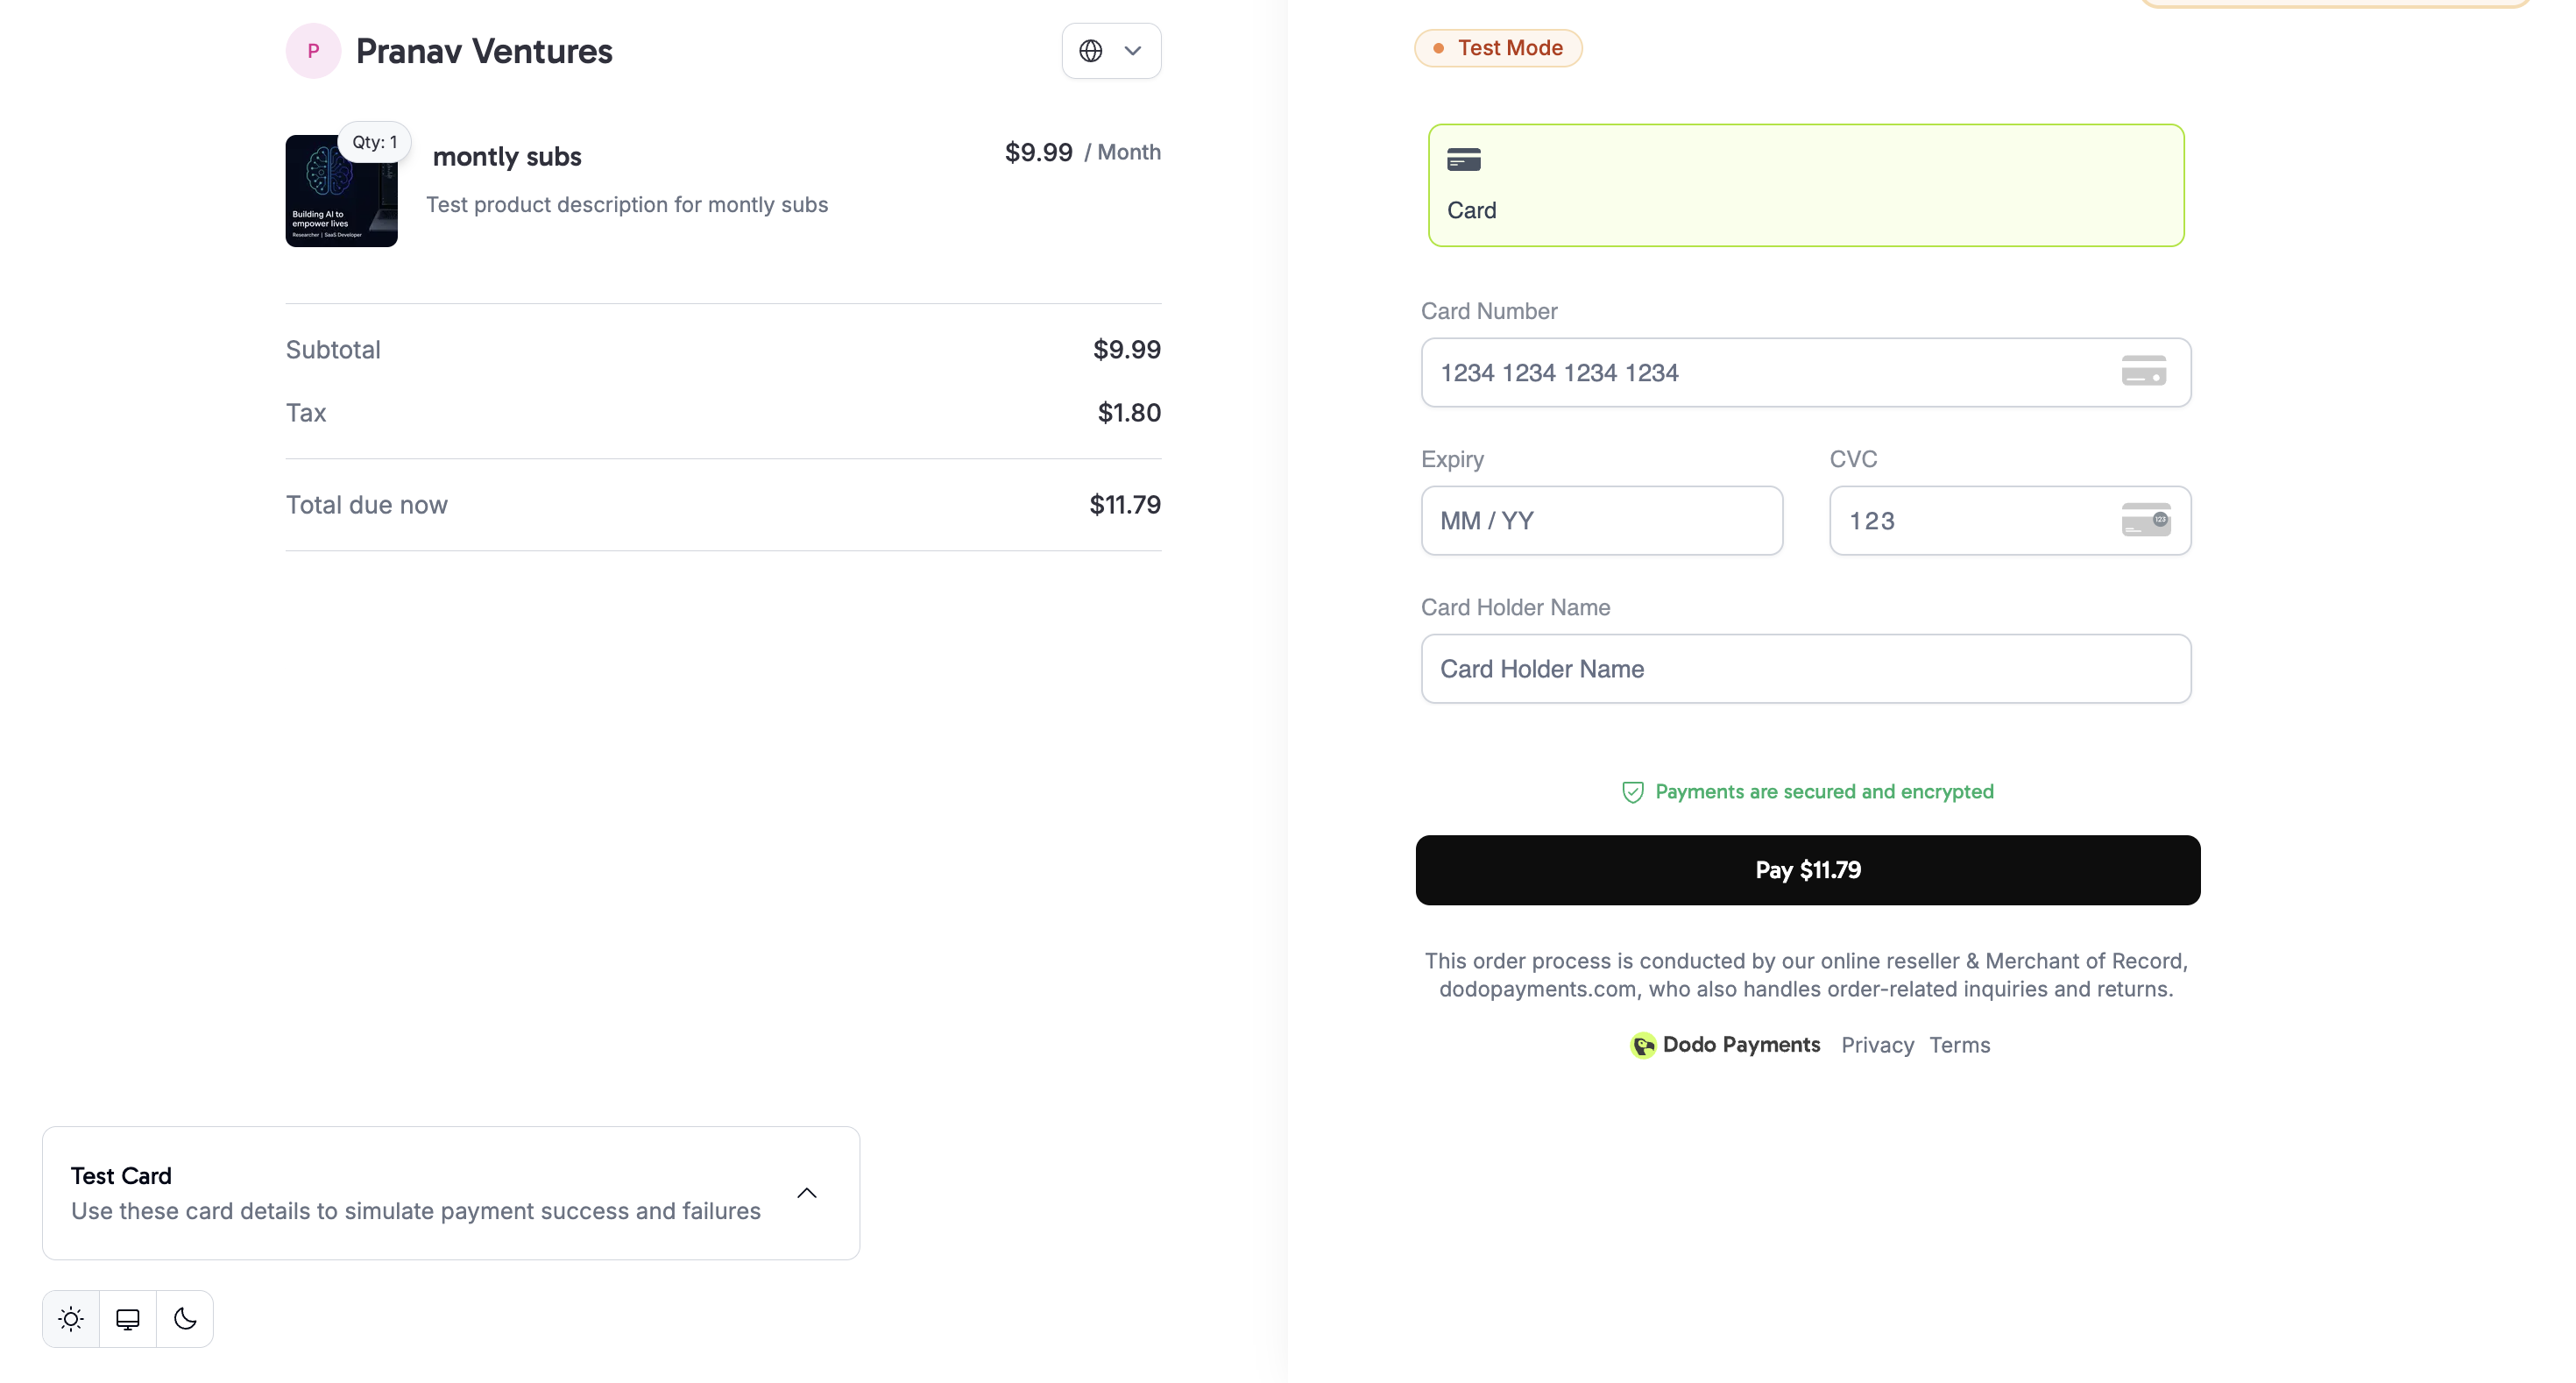 P Pranav Ventures
Qty: 1
Building AI to
empower lives
Researcher | SaaS Developer
montly subs
$9.99 / Month
Test product description for montly subs
Subtotal $9.99
Tax $1.80
Total due now $11.79
Test Card
Use these card details to simulate payment success and failures
Test Mode
Card
Card Number
1234 1234 1234 1234
Expiry CVC
MM / YY 123
123
Card Holder Name
Card Holder Name
Payments are secured and encrypted
Pay $11.79
This order process is conducted by our online reseller & Merchant of Record,
dodopayments.com, who also handles order-related inquiries and returns.
Dodo Payments Privacy Terms